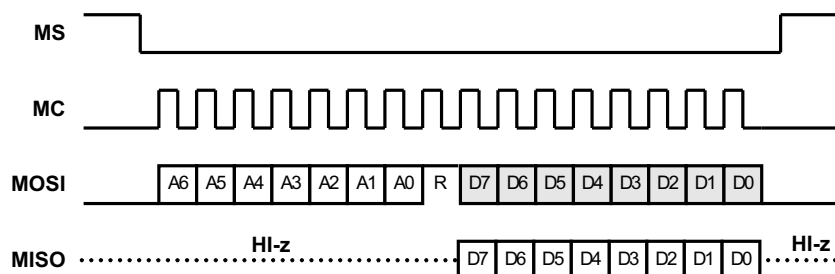 MS
MC
MOSI A6 A5 A4 A3 A2 A1 A0 R D7 D6 D5 D4 D3 D2 D1 D0
HI-z HI-z
MISO D7 D6 D5 D4 D3 D2 D1 D0